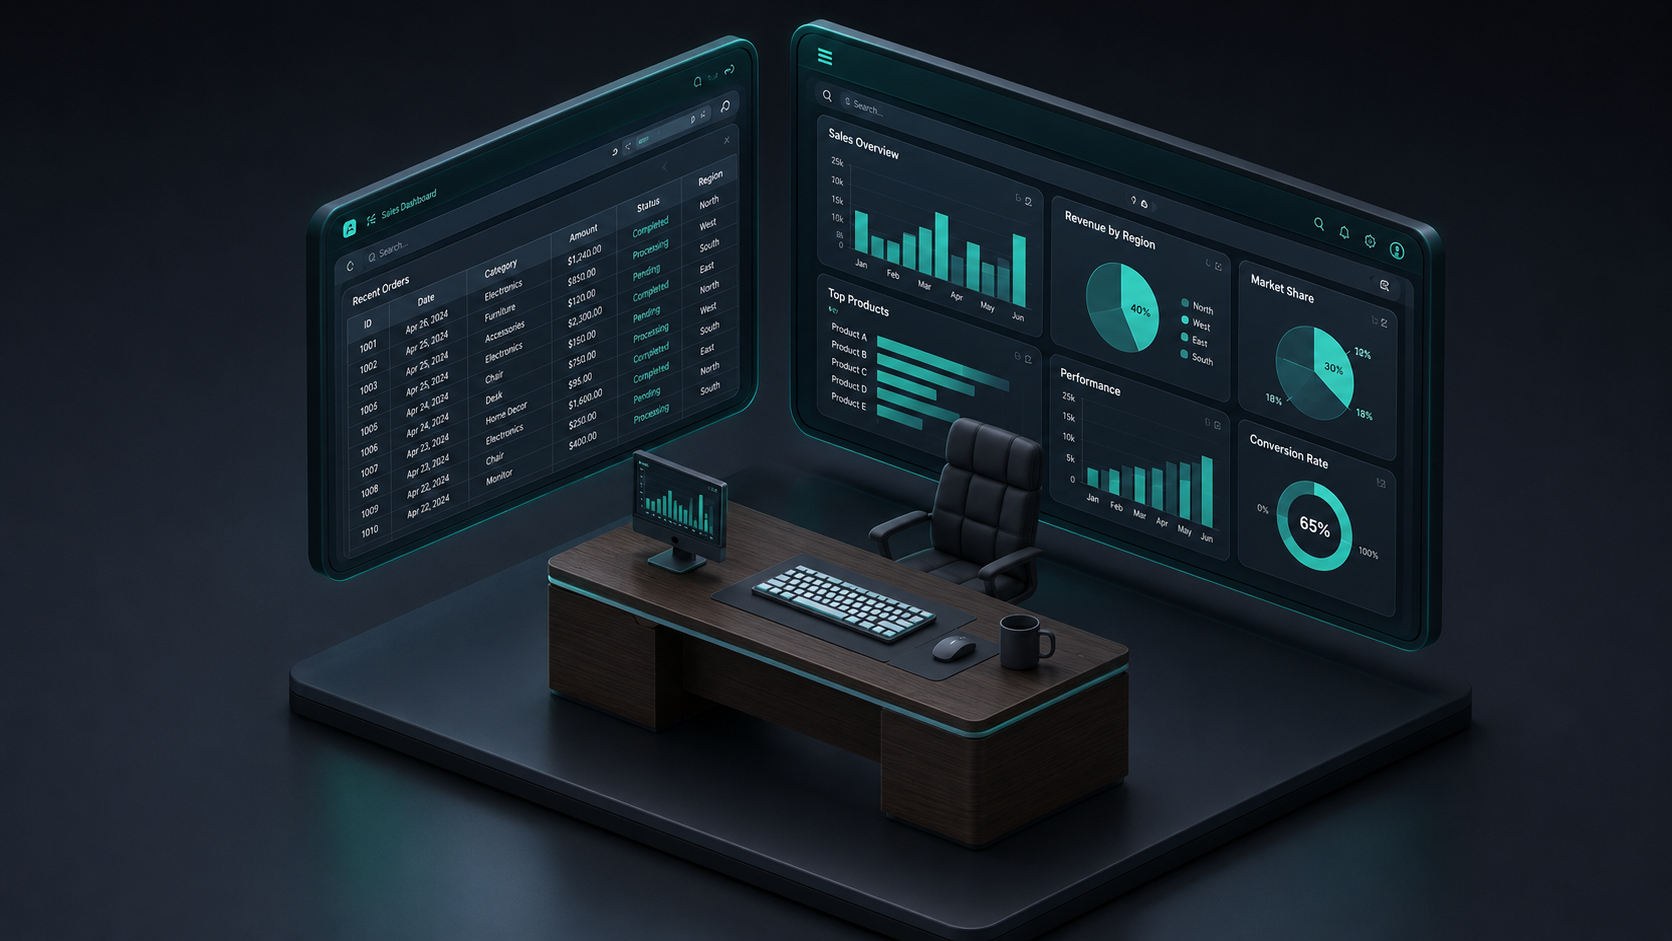 Sales Dashboard
Search...
Recent Orders
ID Date Category Amount Status Region
1001 Apr 26, 2024 Electronics $1,240.00 Completed North
1002 Apr 25, 2024 Furniture $850.00 Processing West
1003 Apr 25, 2024 Accessories $120.00 Pending South
1005 Apr 25, 2024 Electronics $2,300.00 Completed East
1005 Apr 24, 2024 Chair $150.00 Pending North
1006 Apr 24, 2024 Desk $750.00 Processing West
1007 Apr 23, 2024 Home Decor $95.00 Completed South
1008 Apr 23, 2024 Electronics $1,600.00 Completed East
1009 Apr 22, 2024 Chair $250.00 Pending North
1010 Apr 22, 2024 Monitor $400.00 Processing South
Search...
Sales Overview
25k
10k
15k
10k
0
Jan Feb Mar Apr May Jun
Revenue by Region
40%
North
West
East
South
Market Share
30%
18%
18%
Top Products
Product A
Product B
Product C
Product D
Product E
Performance
25k
15k
10k
5k
0
Jan Feb Mar Apr May Jun
Conversion Rate
0%
65%
100%